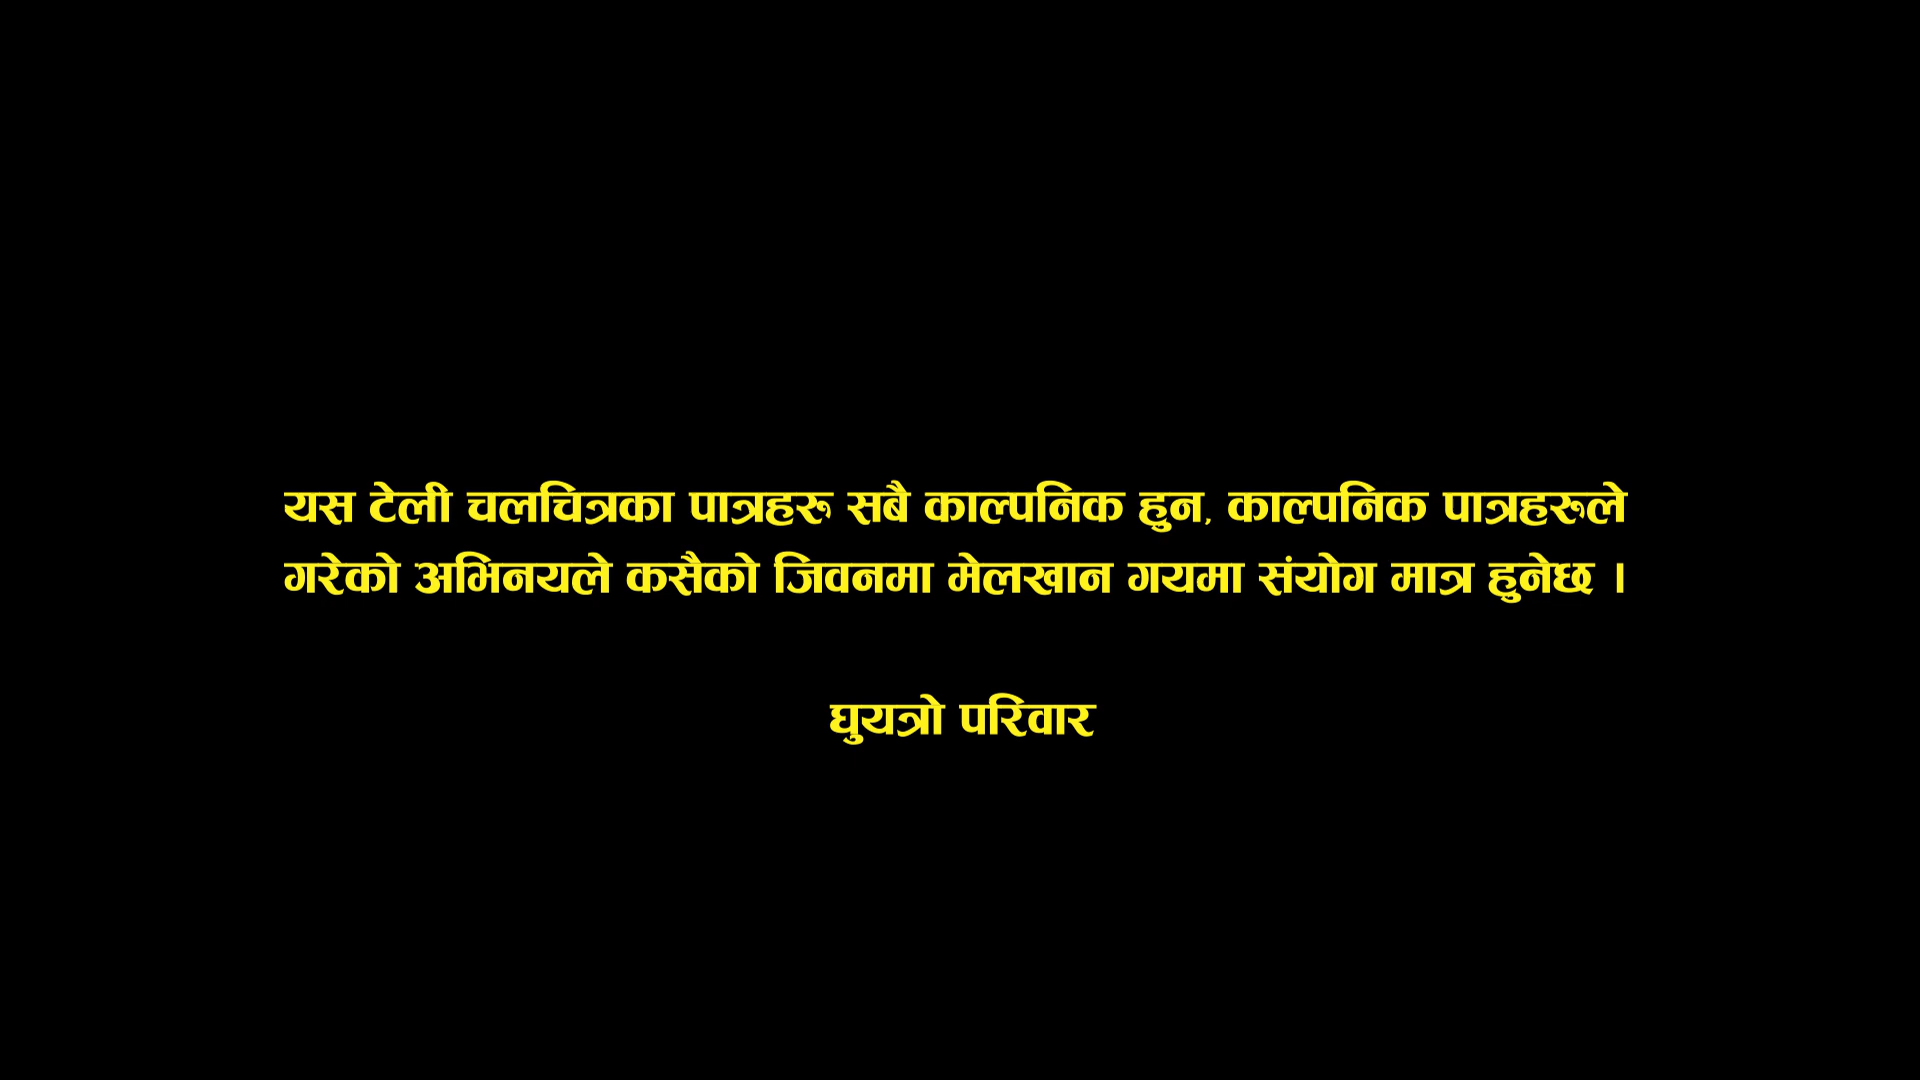 यस टेली चलचित्रका पात्रहरू सबै काल्पनिक हुन, काल्पनिक पात्रहरूले
गरेको अभिनयले कसैको जिवनमा मेलखान गयमा संयोग मात्र हुनेछ ।
घुयत्रो परिवार